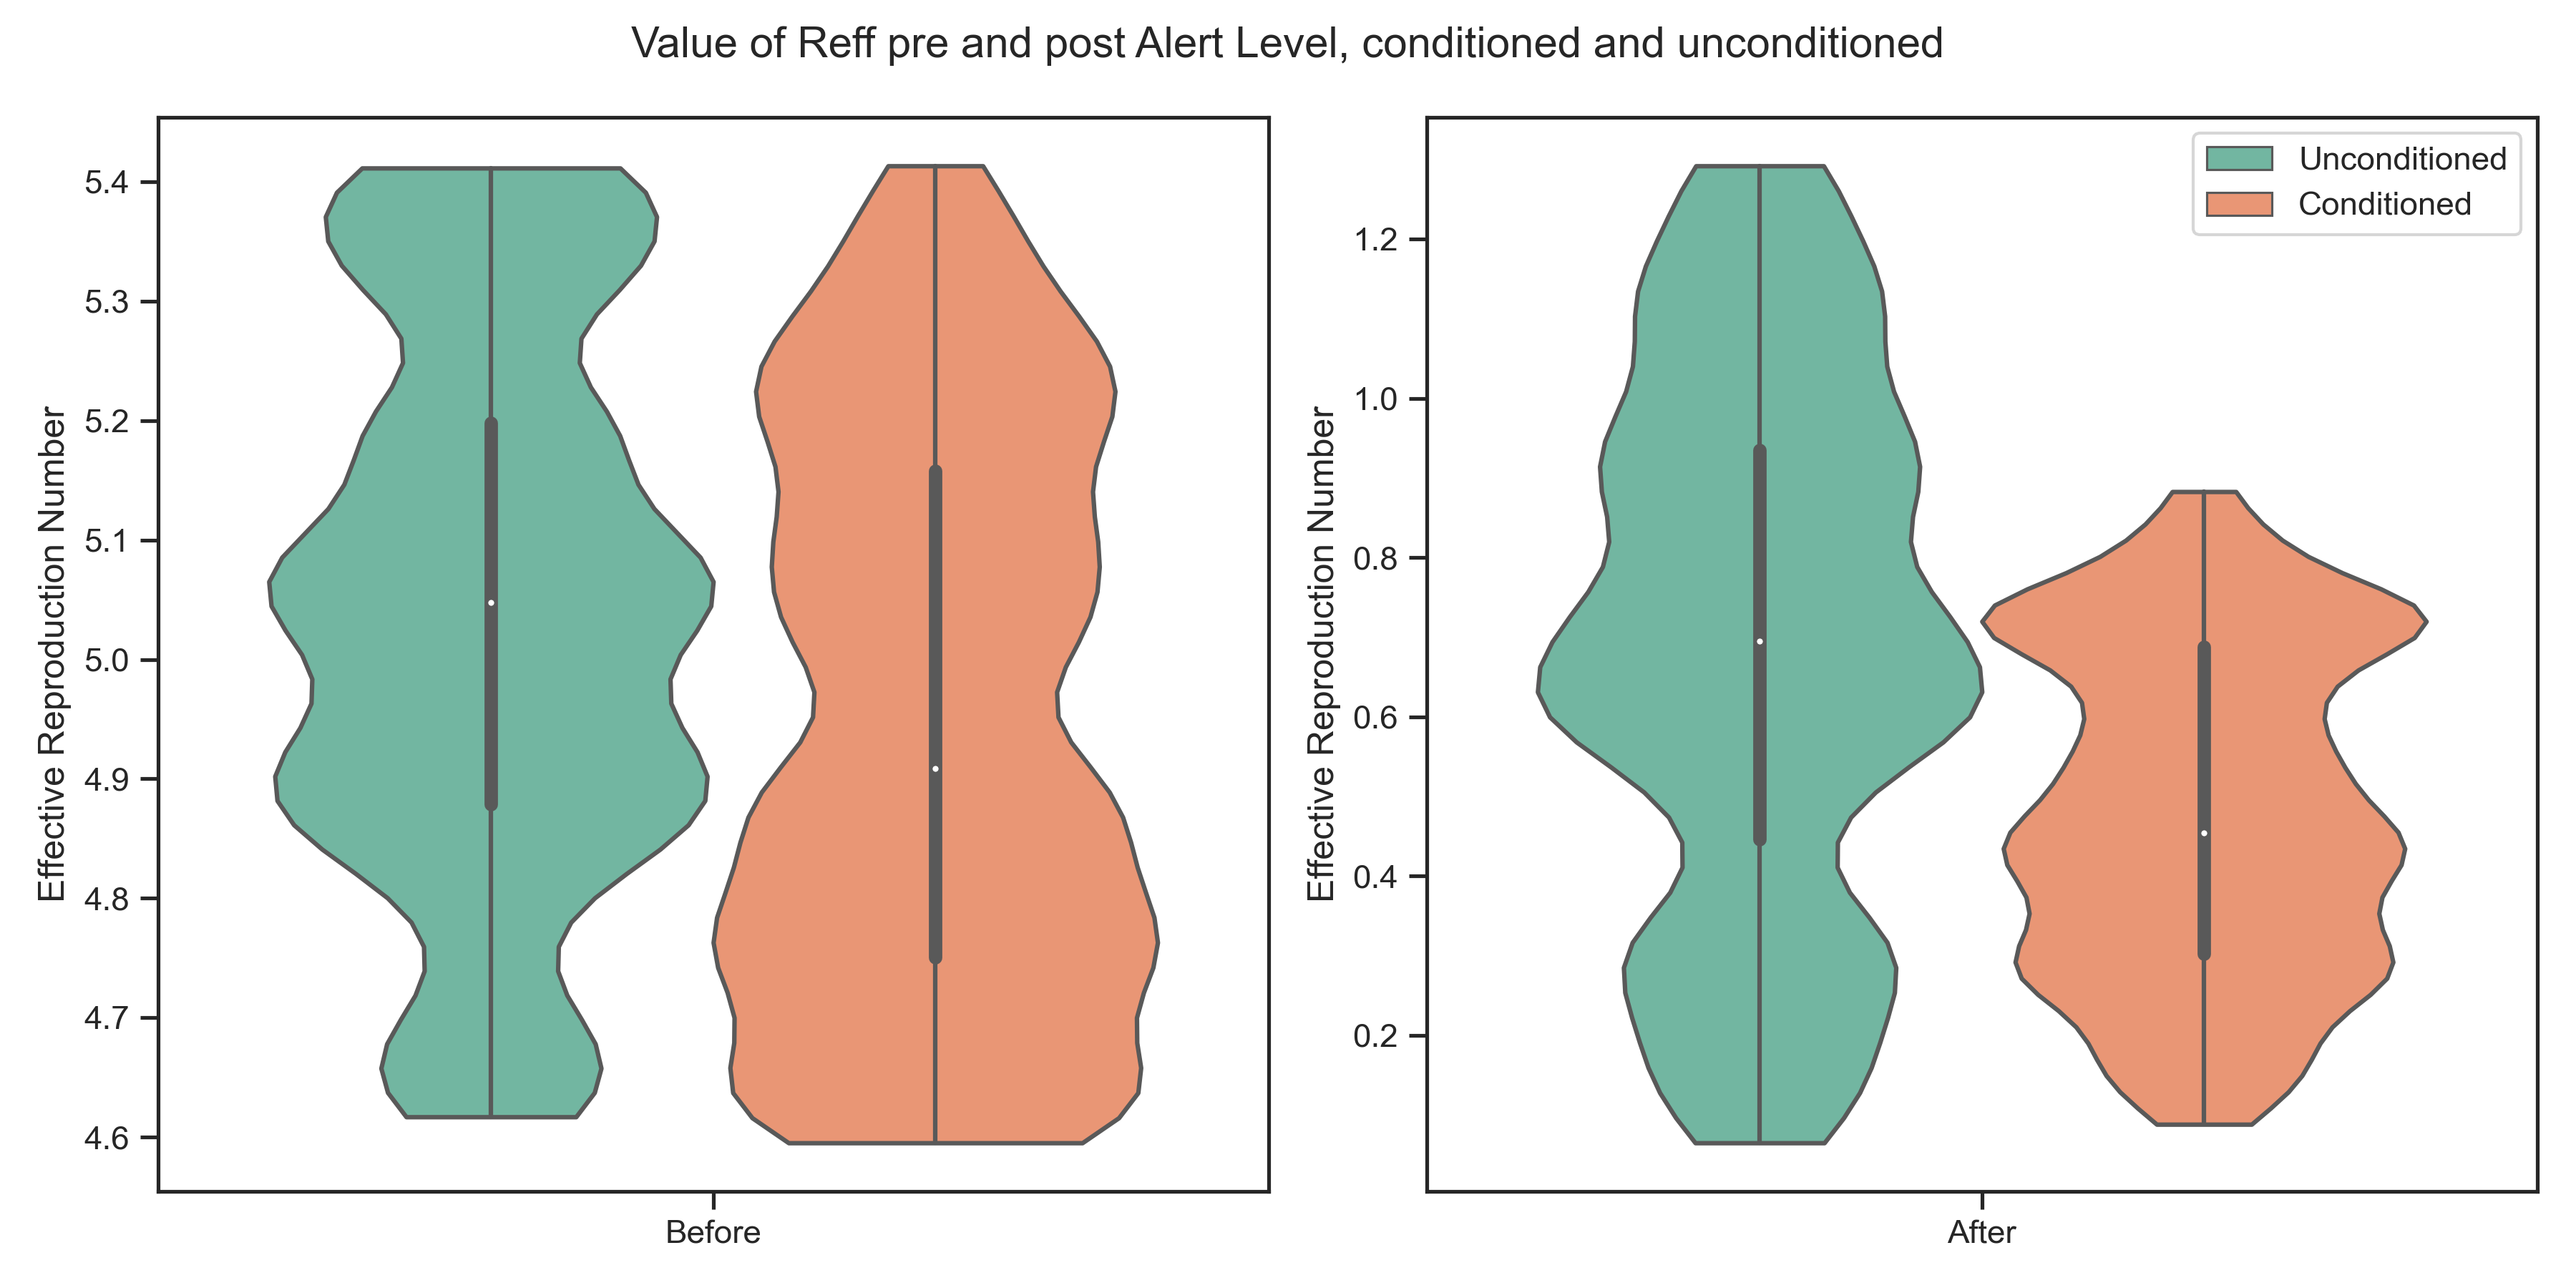 Value of Reff pre and post Alert Level, conditioned and unconditioned
Effective Reproduction Number
5.4
5.3
5.2
5.1
5.0
4.9
4.8
4.7
4.6
Before
Effective Reproduction Number
1.2
1.0
0.8
0.6
0.4
0.2
After
Unconditioned
Conditioned